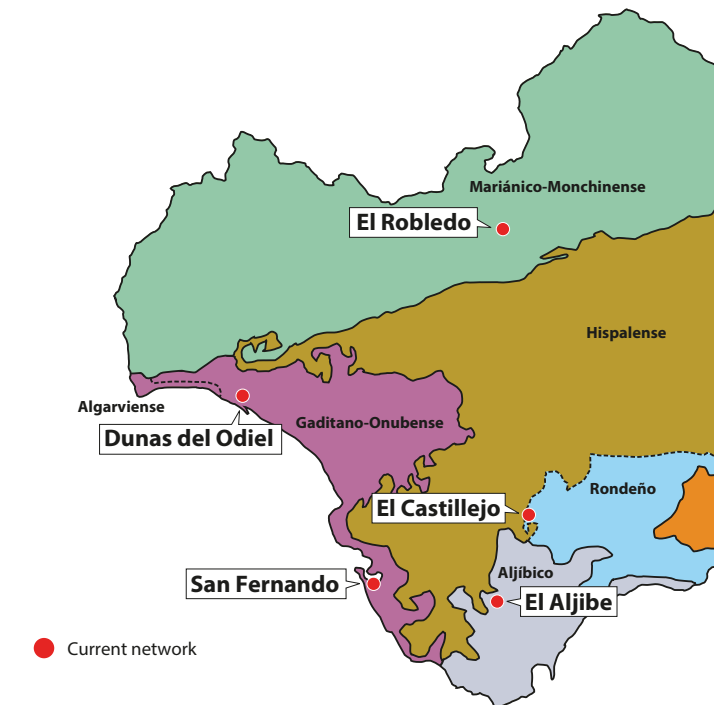 Mariánico-Monchinense
El Robledo
Hispalense
Algarviense
Gaditano-Onubense
Dunas del Odiel
Rondeño
El Castillejo
Aljíbico
San Fernando
El Aljibe
Current network